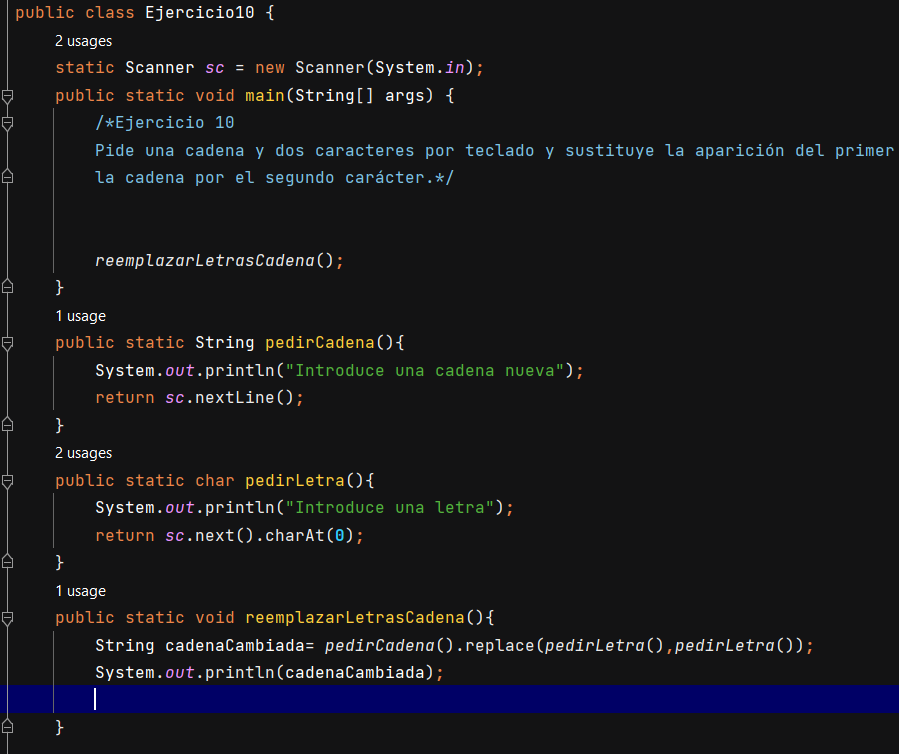 public class Ejercicio10 {
2 usages
static Scanner sc = new Scanner(System.in);
public static void main(String[] args) {
/*Ejercicio 10
Pide una cadena y dos caracteres por teclado y sustituye la aparición del primer
la cadena por el segundo carácter.*/
reemplazarLetrasCadena();
}
1 usage
public static String pedirCadena(){
System.out.println("Introduce una cadena nueva");
return sc.nextLine();
}
2 usages
public static char pedirLetra(){
System.out.println("Introduce una letra");
return sc.next().charAt(0);
}
1 usage
public static void reemplazarLetrasCadena(){
String cadenaCambiada= pedirCadena().replace(pedirLetra(),pedirLetra());
System.out.println(cadenaCambiada);
}